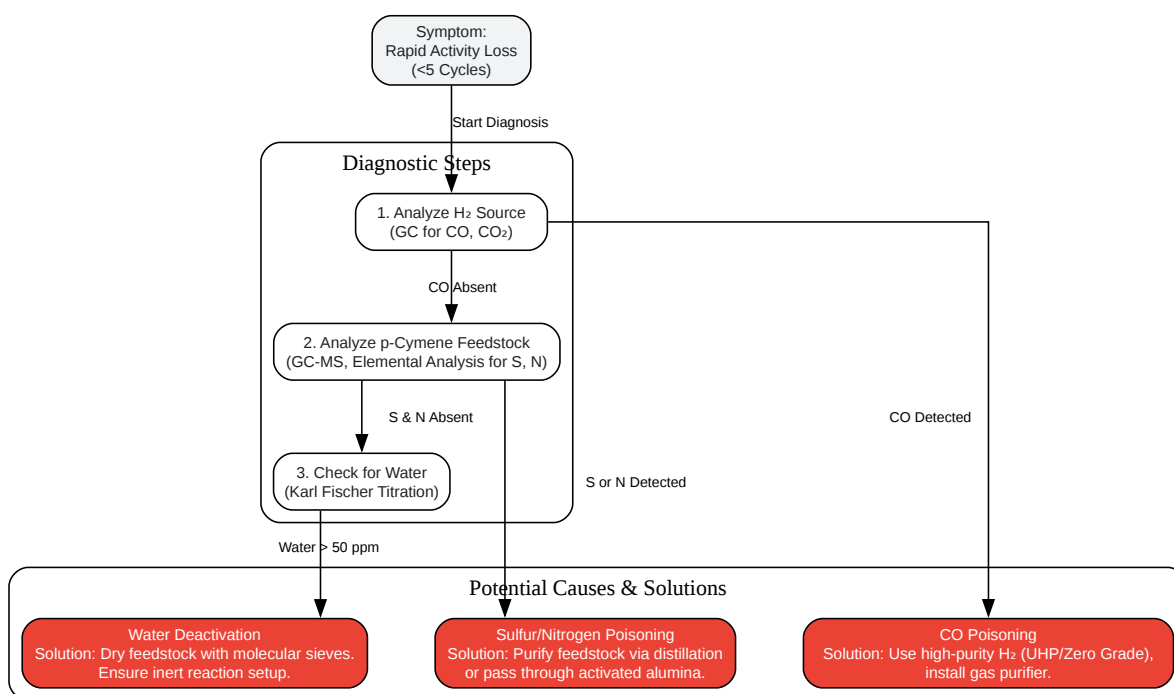 Symptom:
Rapid Activity Loss
(<5 Cycles)
Start Diagnosis
Diagnostic Steps
1. Analyze H₂ Source
(GC for CO, CO₂)
CO Absent
2. Analyze p-Cymene Feedstock
(GC-MS, Elemental Analysis for S, N)
S & N Absent
CO Detected
3. Check for Water
(Karl Fischer Titration)
S or N Detected
Water > 50 ppm
Potential Causes & Solutions
Water Deactivation
Solution: Dry feedstock with molecular sieves.
Ensure inert reaction setup.
Sulfur/Nitrogen Poisoning
Solution: Purify feedstock via distillation
or pass through activated alumina.
CO Poisoning
Solution: Use high-purity H₂ (UHP/Zero Grade),
install gas purifier.